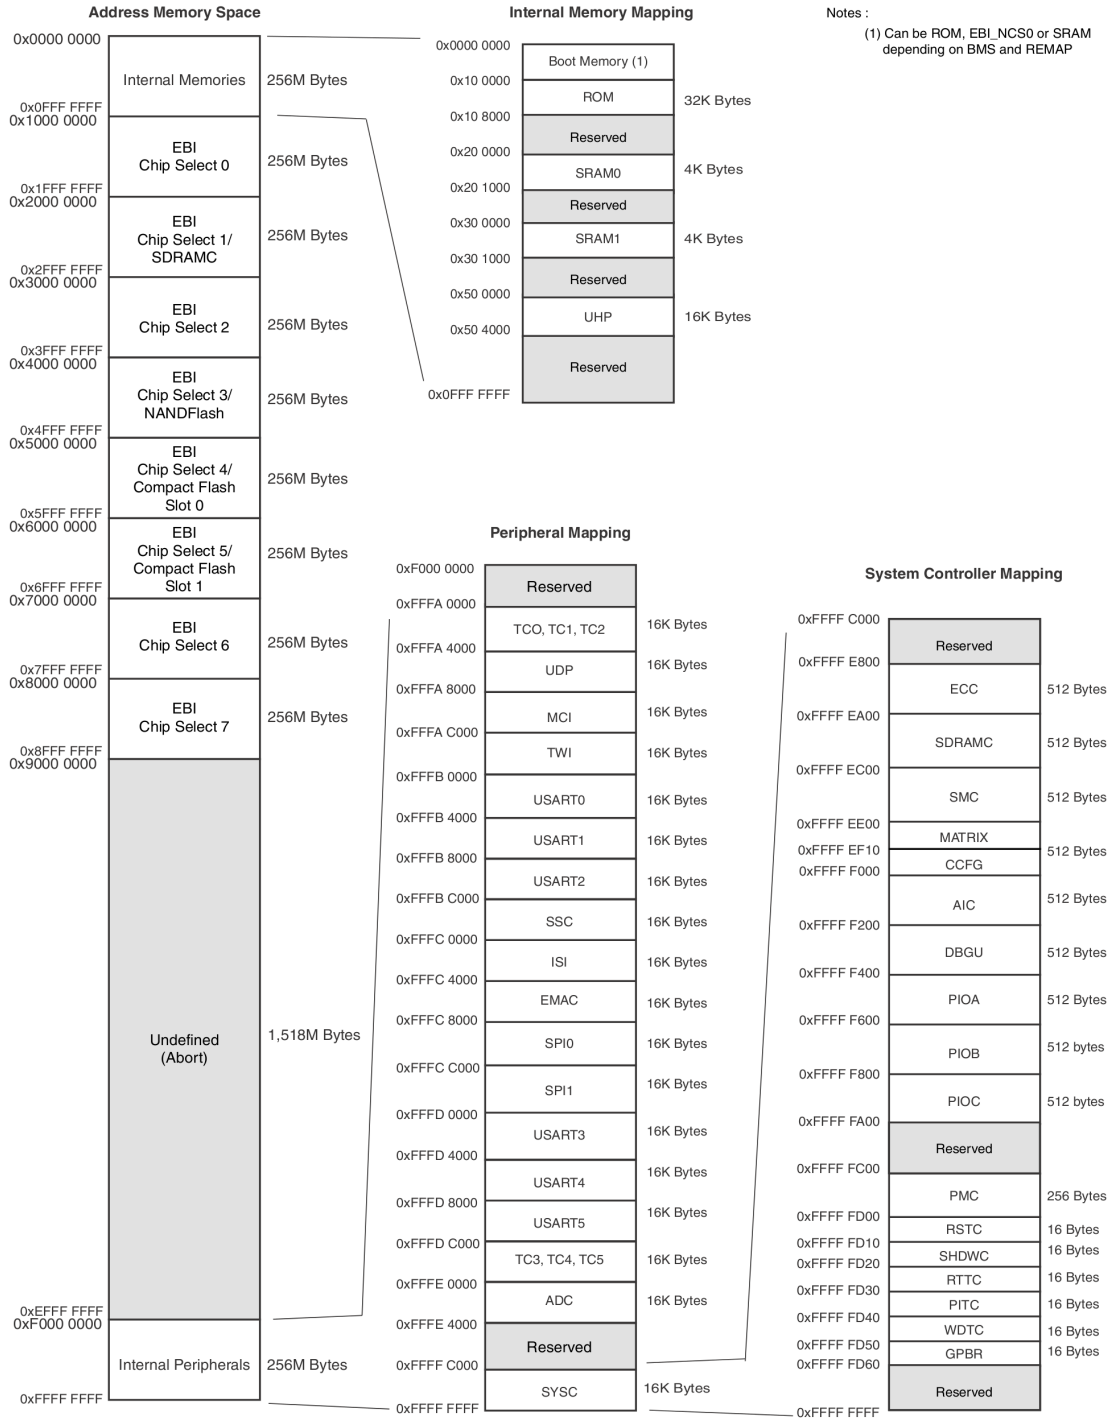 Address Memory Space
0x0000 0000
Internal Memories
256M Bytes
0x0FFF FFFF
0x1000 0000
EBI
Chip Select 0
256M Bytes
0x1FFF FFFF
0x2000 0000
EBI
Chip Select 1/
SDRAMC
256M Bytes
0x2FFF FFFF
0x3000 0000
EBI
Chip Select 2
256M Bytes
0x3FFF FFFF
0x4000 0000
EBI
Chip Select 3/
NANDFlash
256M Bytes
0x4FFF FFFF
0x5000 0000
EBI
Chip Select 4/
Compact Flash
Slot 0
256M Bytes
0x5FFF FFFF
0x6000 0000
EBI
Chip Select 5/
Compact Flash
Slot 1
256M Bytes
0x6FFF FFFF
0x7000 0000
EBI
Chip Select 6
256M Bytes
0x7FFF FFFF
0x8000 0000
EBI
Chip Select 7
256M Bytes
0x8FFF FFFF
0x9000 0000
Undefined
(Abort)
1,518M Bytes
0xEFFF FFFF
0xF000 0000
Internal Peripherals
256M Bytes
0xFFFF FFFF
Internal Memory Mapping
0x0000 0000
Boot Memory (1)
0x10 0000
ROM
32K Bytes
0x10 8000
Reserved
0x20 0000
SRAM0
4K Bytes
0x20 1000
Reserved
0x30 0000
SRAM1
4K Bytes
0x30 1000
Reserved
0x50 0000
UHP
16K Bytes
0x50 4000
Reserved
0x0FFF FFFF
Notes :
(1) Can be ROM, EBI_NCS0 or SRAM
depending on BMS and REMAP
Peripheral Mapping
0xF000 0000
Reserved
0xFFFA 0000
TCO, TC1, TC2
16K Bytes
0xFFFA 4000
UDP
16K Bytes
0xFFFA 8000
MCI
16K Bytes
0xFFFA C000
TWI
16K Bytes
0xFFFB 0000
USART0
16K Bytes
0xFFFB 4000
USART1
16K Bytes
0xFFFB 8000
USART2
16K Bytes
0xFFFB C000
SSC
16K Bytes
0xFFFC 0000
ISI
16K Bytes
0xFFFC 4000
EMAC
16K Bytes
0xFFFC 8000
SPI0
16K Bytes
0xFFFC C000
SPI1
16K Bytes
0xFFFD 0000
USART3
16K Bytes
0xFFFD 4000
USART4
16K Bytes
0xFFFD 8000
USART5
16K Bytes
0xFFFD C000
TC3, TC4, TC5
16K Bytes
0xFFFE 0000
ADC
16K Bytes
0xFFFE 4000
Reserved
0xFFFF C000
SYSC
16K Bytes
0xFFFF FFFF
System Controller Mapping
0xFFFF C000
Reserved
0xFFFF E800
ECC
512 Bytes
0xFFFF EA00
SDRAMC
512 Bytes
0xFFFF EC00
SMC
512 Bytes
0xFFFF EE00
MATRIX
0xFFFF EF10
512 Bytes
CCFG
0xFFFF F000
AIC
512 Bytes
0xFFFF F200
DBGU
512 Bytes
0xFFFF F400
PIOA
512 Bytes
0xFFFF F600
PIOB
512 bytes
0xFFFF F800
PIOC
512 bytes
0xFFFF FA00
Reserved
0xFFFF FC00
PMC
256 Bytes
0xFFFF FD00
RSTC
16 Bytes
0xFFFF FD10
SHDWC
16 Bytes
0xFFFF FD20
RTTC
16 Bytes
0xFFFF FD30
PITC
16 Bytes
0xFFFF FD40
WDTC
16 Bytes
0xFFFF FD50
GPBR
16 Bytes
0xFFFF FD60
Reserved
0xFFFF FFFF